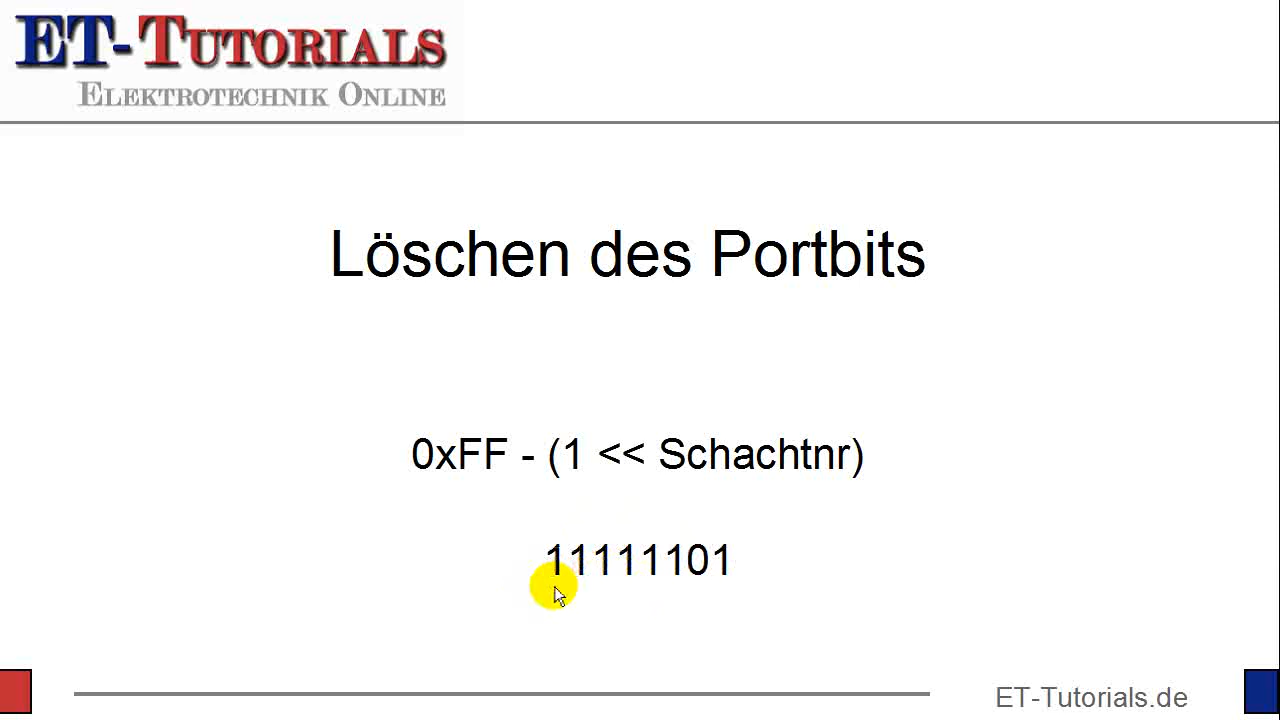 ET-TUTORIALS
ELEKTROTECHNIK ONLINE
Löschen des Portbits
0xFF - (1 << Schachtnr)
11111101
ET-Tutorials.de